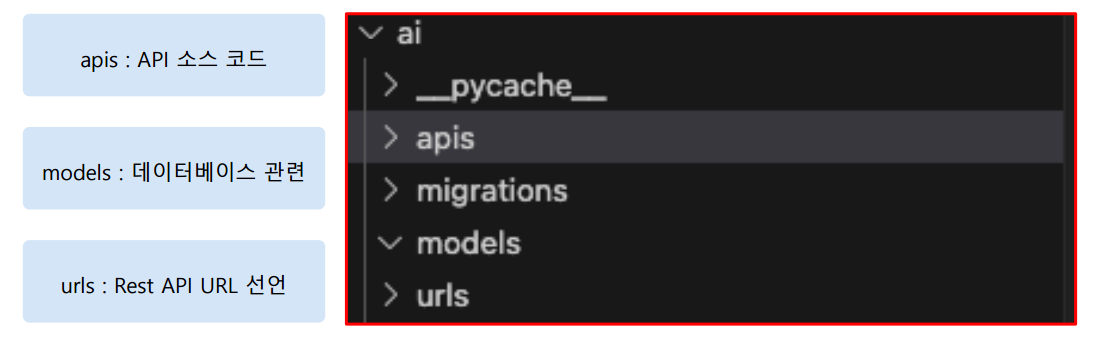 apis : API 소스 코드
models : 데이터베이스 관련
urls : Rest API URL 선언
ai
__pycache__
apis
migrations
models
urls